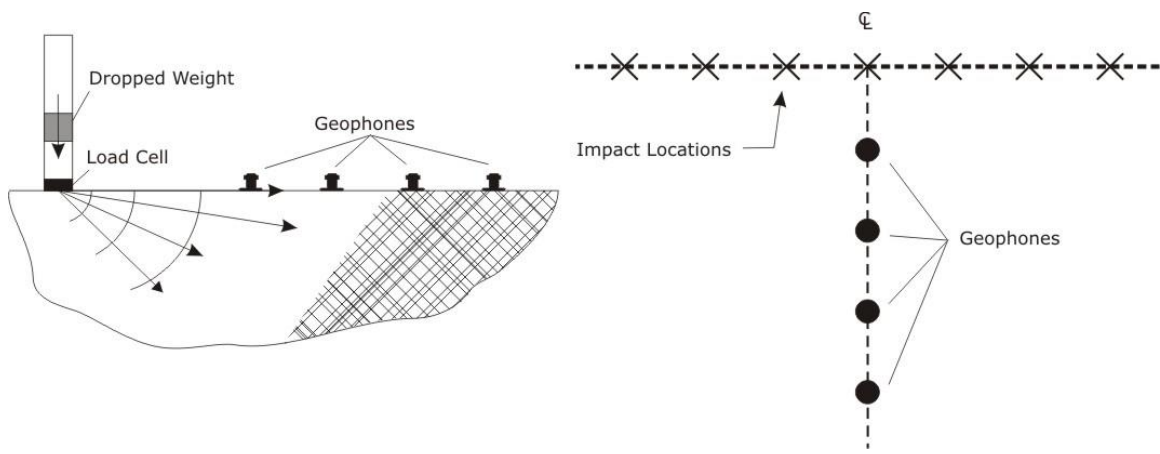 Dropped Weight
Geophones
Load Cell
℄
Impact Locations
Geophones